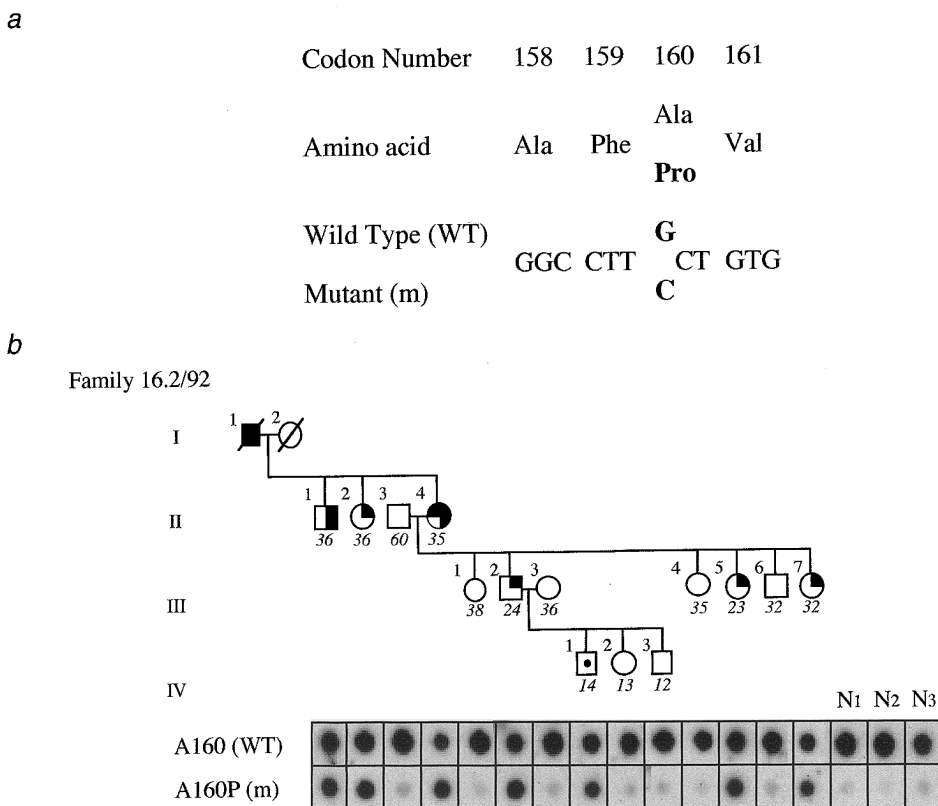 a
Codon Number 158 159 160 161
Ala
Amino acid Ala Phe Val
Pro
Wild Type (WT) G
GGC CTT CT GTG
Mutant (m) C
b
Family 16.2/92
1 2
I
1 2 3 4
II
36 36 60 35
1 2 3 4 5 6 7
III
38 24 36 35 23 32 32
1 2 3
14 13 12
IV
N1 N2 N3
A160 (WT)
A160P (m)